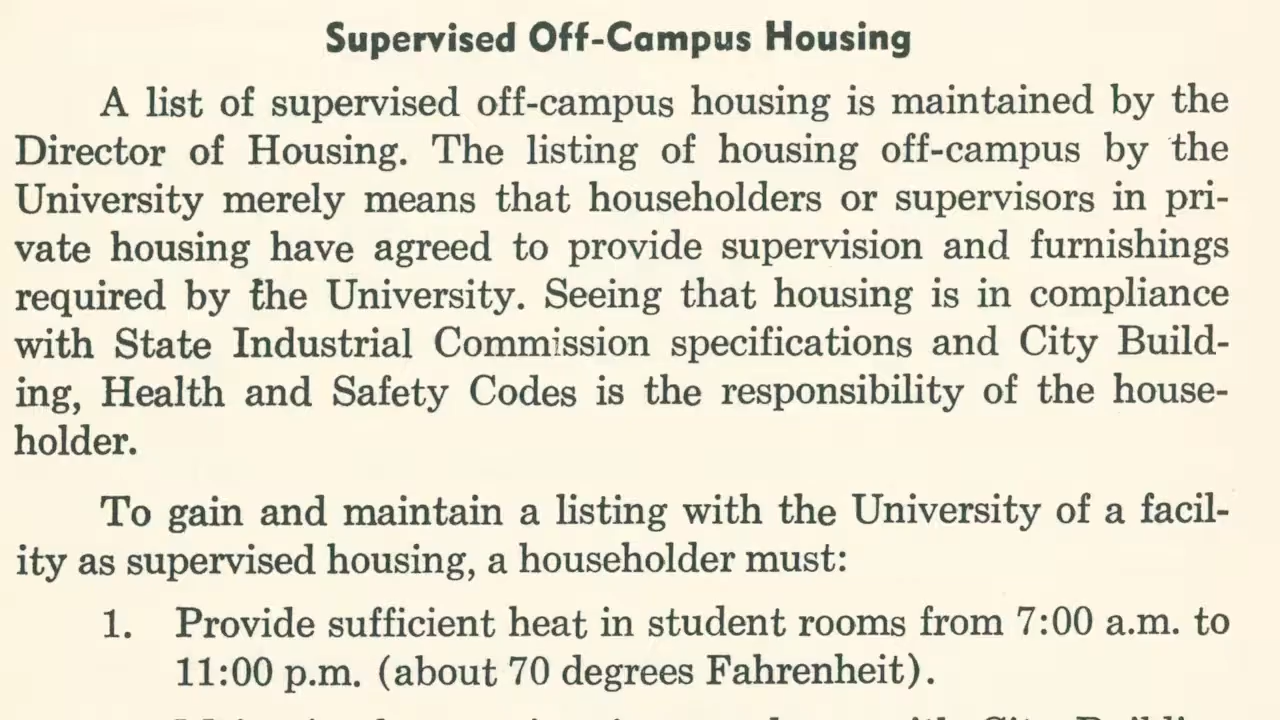 Supervised Off-Campus Housing
A list of supervised off-campus housing is maintained by the
Director of Housing. The listing of housing off-campus by the
University merely means that householders or supervisors in pri-
vate housing have agreed to provide supervision and furnishings
required by the University. Seeing that housing is in compliance
with State Industrial Commission specifications and City Build-
ing, Health and Safety Codes is the responsibility of the house-
holder.
To gain and maintain a listing with the University of a facil-
ity as supervised housing, a householder must:
1. Provide sufficient heat in student rooms from 7:00 a.m. to
11:00 p.m. (about 70 degrees Fahrenheit).